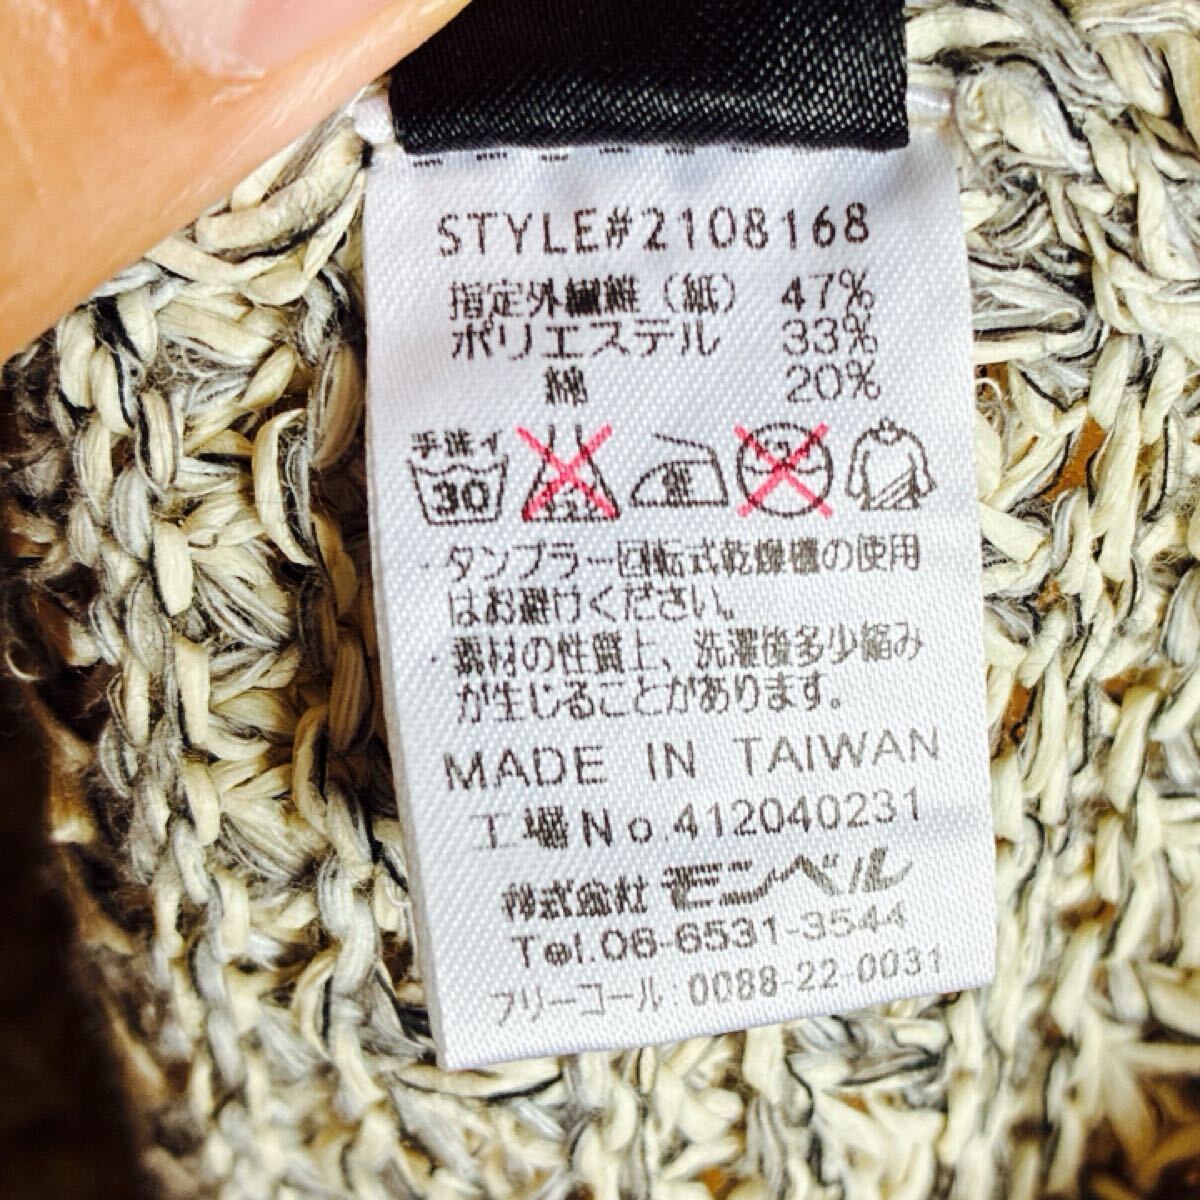 STYLE#2108168
指定外繊維（紙） 47%
ポリエステル 33%
綿 20%
手洗イ
30
・タンブラー回転式乾燥機の使用
はお避けください。
・素材の性質上、洗濯後多少縮み
が生じることがあります。
MADE IN TAIWAN
工場No.412040231
株式会社モンベル
Tel.06-6531-3544
フリーコール:0088-22-0031